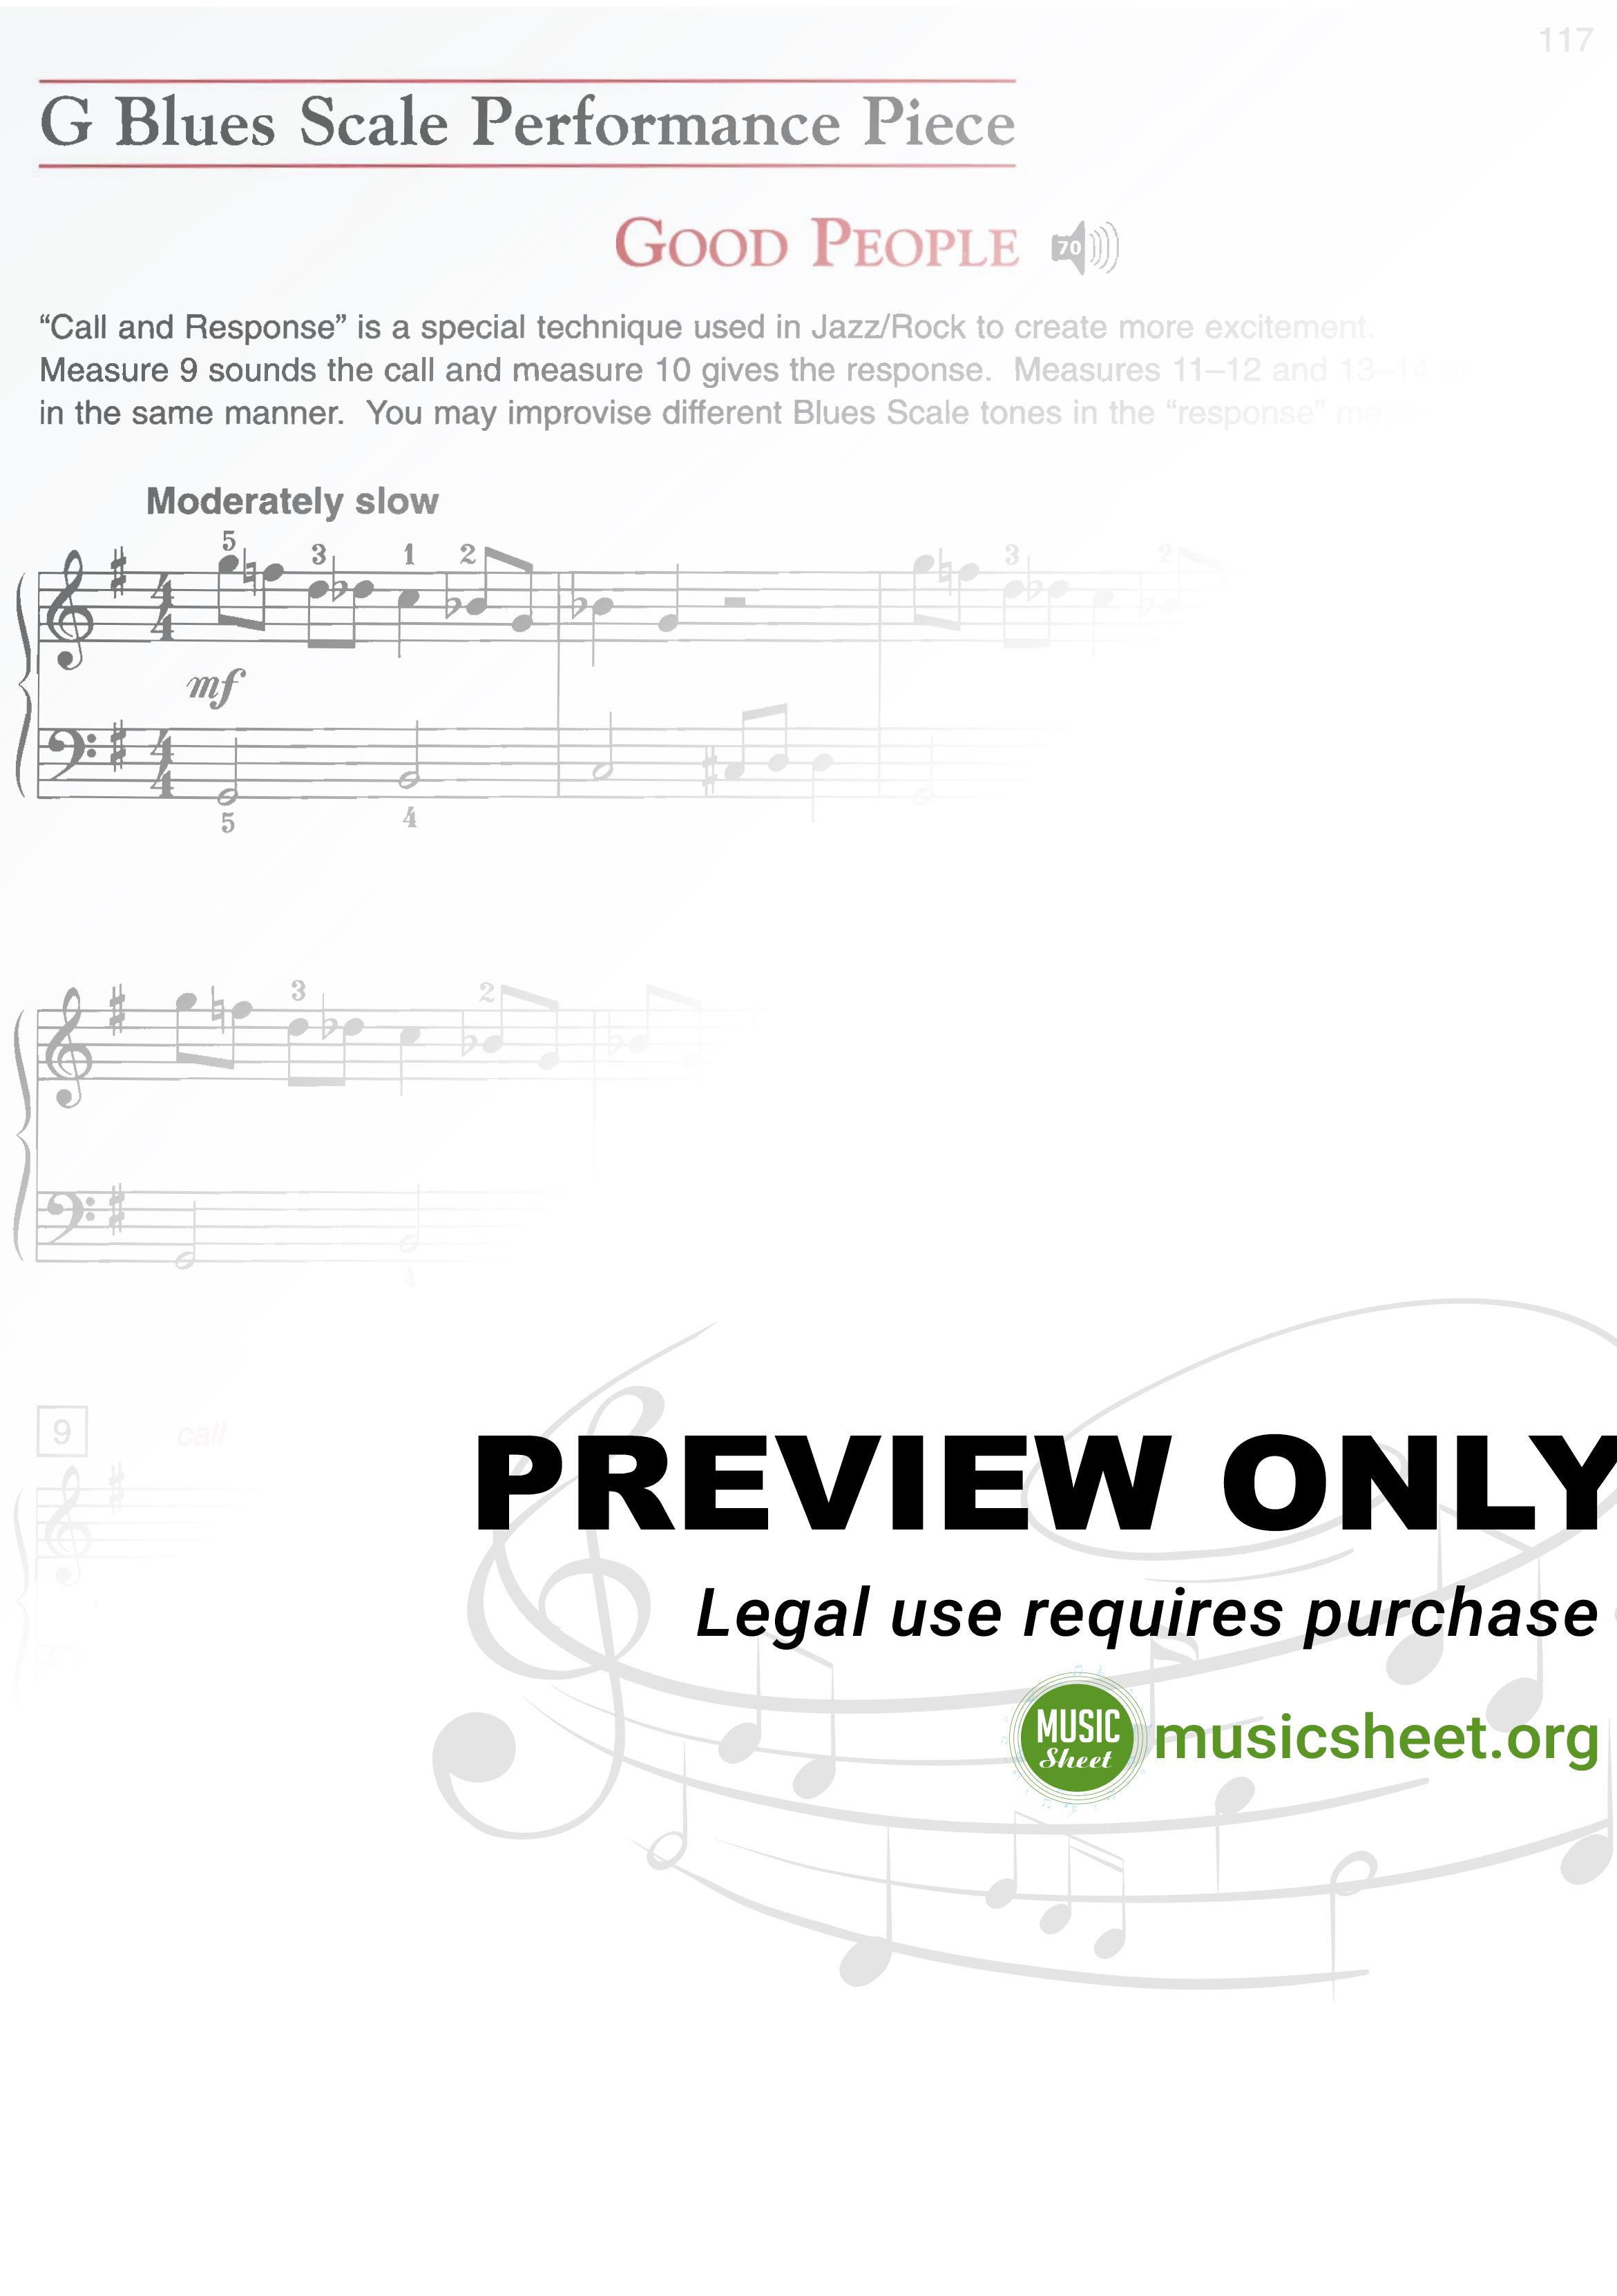 117
G Blues Scale Performance Piece
GOOD PEOPLE 70
“Call and Response” is a special technique used in Jazz/Rock to create more excitement.
Measure 9 sounds the call and measure 10 gives the response. Measures 11–12 and 13–14
in the same manner. You may improvise different Blues Scale tones in the “response”
Moderately slow
5 3 1 2 3 2
4 4
mf
4 4
5 4
3 2
4
9 call
PREVIEW ONLY
Legal use requires purchase
MUSIC
Sheet
musicsheet.org